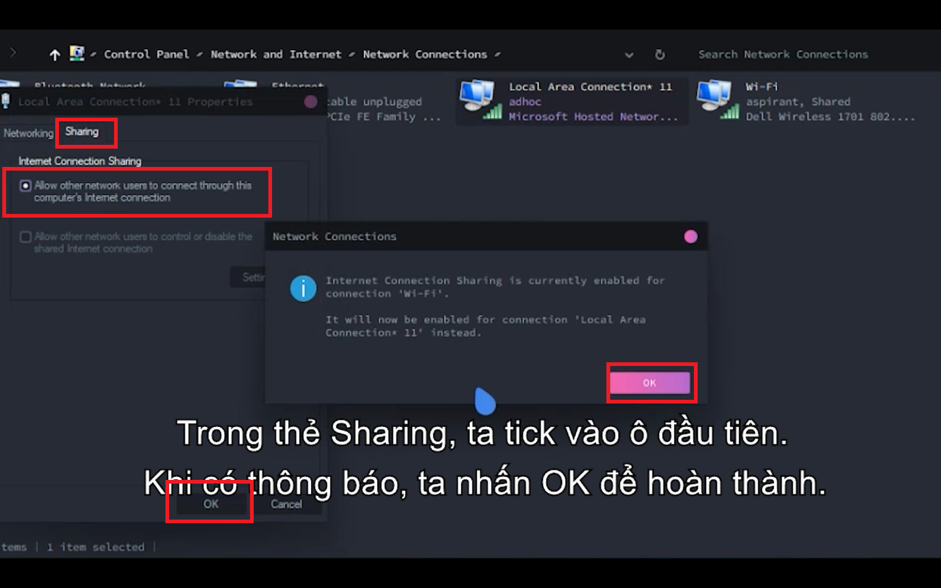 Control Panel
Network and Internet
Network Connections
Search Network Connections
Bluetooth Network
Ethernet
able unplugged
PCIe FE Family ...
Local Area Connection* 11
adhoc
Microsoft Hosted Networ...
Wi-Fi
aspirant, Shared
Dell Wireless 1701 802....
Local Area Connection* 11 Properties
Networking
Sharing
Internet Connection Sharing
Allow other network users to connect through this
computer's Internet connection
Allow other network users to control or disable the
shared Internet connection
Settin
Network Connections
Internet Connection Sharing is currently enabled for
connection 'Wi-Fi'.
It will now be enabled for connection 'Local Area
Connection* 11' instead.
OK
Trong thẻ Sharing, ta tick vào ô đầu tiên.
Khi có thông báo, ta nhấn OK để hoàn thành.
OK
Cancel
tems | 1 item selected |